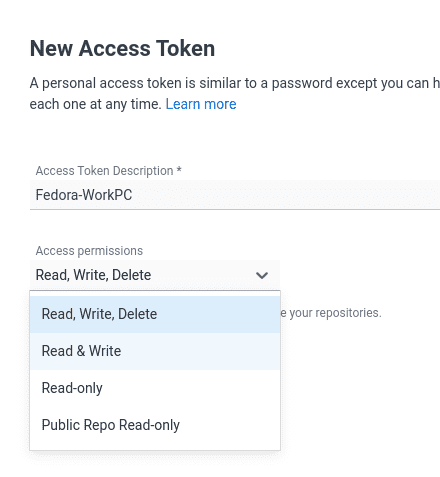 New Access Token
A personal access token is similar to a password except you can h
each one at any time. Learn more
Access Token Description *
Fedora-WorkPC
Access permissions
Read, Write, Delete
Read, Write, Delete
e your repositories.
Read & Write
Read-only
Public Repo Read-only